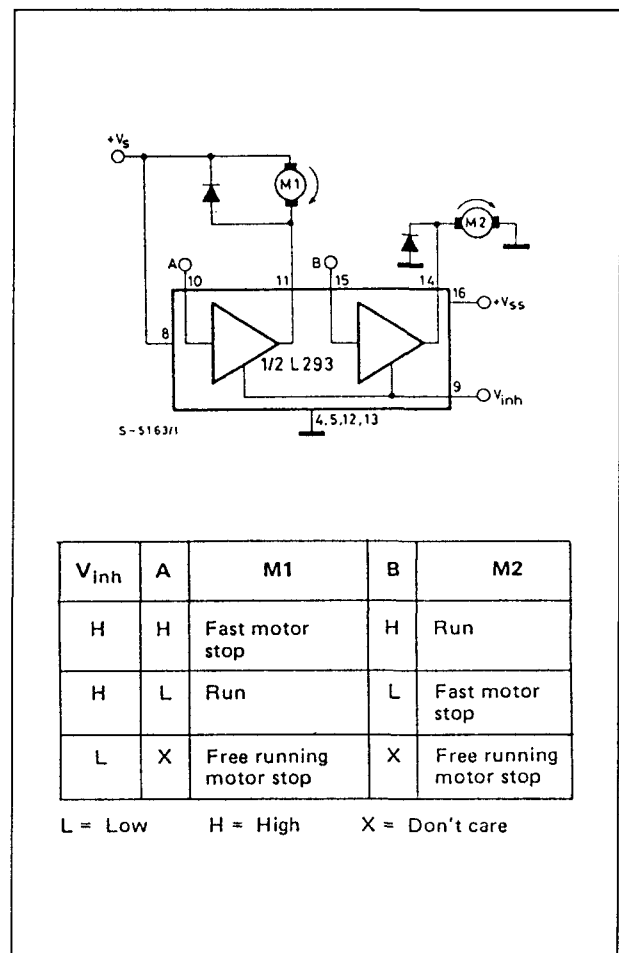 +Vs
M1
M2
A
10
11
B
15
14
16
+Vss
8
1/2 L293
9
Vinh
S-5163/1
4,5,12,13
Vinh A M1 B M2
H H Fast motor stop H Run
H L Run L Fast motor stop
L X Free running motor stop X Free running motor stop
L = Low H = High X = Don't care